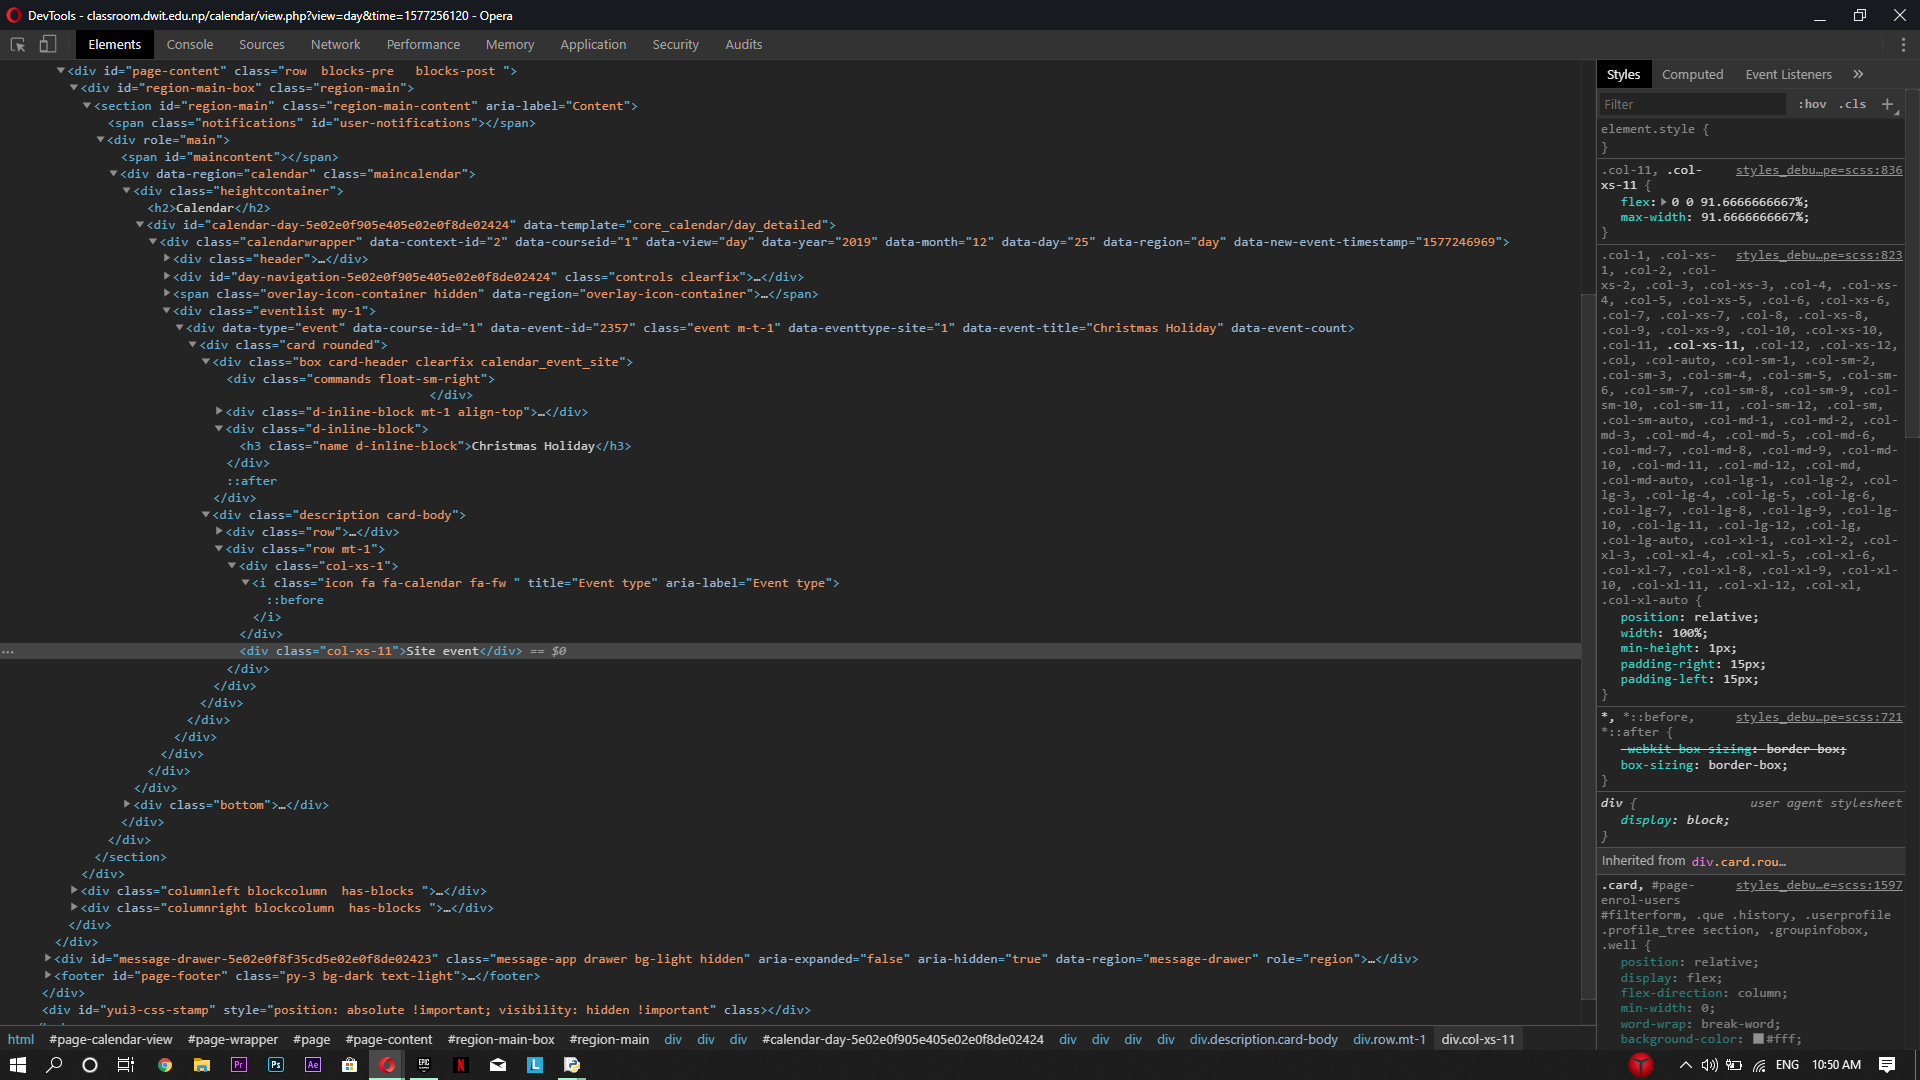 DevTools - classroom.dwit.edu.np/calendar/view.php?view=day&time=1577256120 - Opera
Elements Console Sources Network Performance Memory Application Security Audits
<div id="page-content" class="row  blocks-pre   blocks-post ">
<div id="region-main-box" class="region-main">
<section id="region-main" class="region-main-content" aria-label="Content">
<span class="notifications" id="user-notifications"></span>
<div role="main">
<span id="maincontent"></span>
<div data-region="calendar" class="maincalendar">
<div class="heightcontainer">
<h2>Calendar</h2>
<div id="calendar-day-5e02e0f905e405e02e0f8de02424" data-template="core_calendar/day_detailed">
<div class="calendarwrapper" data-context-id="2" data-courseid="1" data-view="day" data-year="2019" data-month="12" data-day="25" data-region="day" data-new-event-timestamp="1577246969">
<div class="header">…</div>
<div id="day-navigation-5e02e0f905e405e02e0f8de02424" class="controls clearfix">…</div>
<span class="overlay-icon-container hidden" data-region="overlay-icon-container">…</span>
<div class="eventlist my-1">
<div data-type="event" data-course-id="1" data-event-id="2357" class="event m-t-1" data-eventtype-site="1" data-event-title="Christmas Holiday" data-event-count>
<div class="card rounded">
<div class="box card-header clearfix calendar_event_site">
<div class="commands float-sm-right">
</div>
<div class="d-inline-block mt-1 align-top">…</div>
<div class="d-inline-block">
<h3 class="name d-inline-block">Christmas Holiday</h3>
</div>
::after
</div>
<div class="description card-body">
<div class="row">…</div>
<div class="row mt-1">
<div class="col-xs-1">
<i class="icon fa fa-calendar fa-fw " title="Event type" aria-label="Event type">
::before
</i>
</div>
… <div class="col-xs-11">Site event</div> == $0
</div>
</div>
</div>
</div>
</div>
</div>
</div>
</div>
<div class="bottom">…</div>
</div>
</div>
</section>
</div>
<div class="columnleft blockcolumn  has-blocks ">…</div>
<div class="columnright blockcolumn  has-blocks ">…</div>
</div>
</div>
<div id="message-drawer-5e02e0f8f35cd5e02e0f8de02423" class="message-app drawer bg-light hidden" aria-expanded="false" aria-hidden="true" data-region="message-drawer" role="region">…</div>
<footer id="page-footer" class="py-3 bg-dark text-light">…</footer>
</div>
<div id="yui3-css-stamp" style="position: absolute !important; visibility: hidden !important" class></div>
html #page-calendar-view #page-wrapper #page #page-content #region-main-box #region-main div div div #calendar-day-5e02e0f905e405e02e0f8de02424 div div div div div.description.card-body div.row.mt-1 div.col-xs-11
Styles Computed Event Listeners »
Filter :hov .cls +
element.style {
}
.col-11, .col- styles_debu…pe=scss:836
xs-11 {
flex: 0 0 91.6666666667%;
max-width: 91.6666666667%;
}
.col-1, .col-xs- styles_debu…pe=scss:823
1, .col-2, .col-
xs-2, .col-3, .col-xs-3, .col-4, .col-xs-
4, .col-5, .col-xs-5, .col-6, .col-xs-6,
.col-7, .col-xs-7, .col-8, .col-xs-8,
.col-9, .col-xs-9, .col-10, .col-xs-10,
.col-11, .col-xs-11, .col-12, .col-xs-12,
.col, .col-auto, .col-sm-1, .col-sm-2,
.col-sm-3, .col-sm-4, .col-sm-5, .col-sm-
6, .col-sm-7, .col-sm-8, .col-sm-9, .col-
sm-10, .col-sm-11, .col-sm-12, .col-sm,
.col-sm-auto, .col-md-1, .col-md-2, .col-
md-3, .col-md-4, .col-md-5, .col-md-6,
.col-md-7, .col-md-8, .col-md-9, .col-md-
10, .col-md-11, .col-md-12, .col-md,
.col-md-auto, .col-lg-1, .col-lg-2, .col-
lg-3, .col-lg-4, .col-lg-5, .col-lg-6,
.col-lg-7, .col-lg-8, .col-lg-9, .col-lg-
10, .col-lg-11, .col-lg-12, .col-lg,
.col-lg-auto, .col-xl-1, .col-xl-2, .col-
xl-3, .col-xl-4, .col-xl-5, .col-xl-6,
.col-xl-7, .col-xl-8, .col-xl-9, .col-xl-
10, .col-xl-11, .col-xl-12, .col-xl,
.col-xl-auto {
position: relative;
width: 100%;
min-height: 1px;
padding-right: 15px;
padding-left: 15px;
}
*, *::before, styles_debu…pe=scss:721
*::after {
-webkit-box-sizing: border-box;
box-sizing: border-box;
}
div { user agent stylesheet
display: block;
}
Inherited from div.card.rou…
.card, #page- styles_debu…e=scss:1597
enrol-users
#filterform, .que .history, .userprofile
.profile_tree section, .groupinfobox,
.well {
position: relative;
display: flex;
flex-direction: column;
min-width: 0;
word-wrap: break-word;
background-color: #fff;
Pr Ps Ae EPIC GAMES N L ENG 10:50 AM